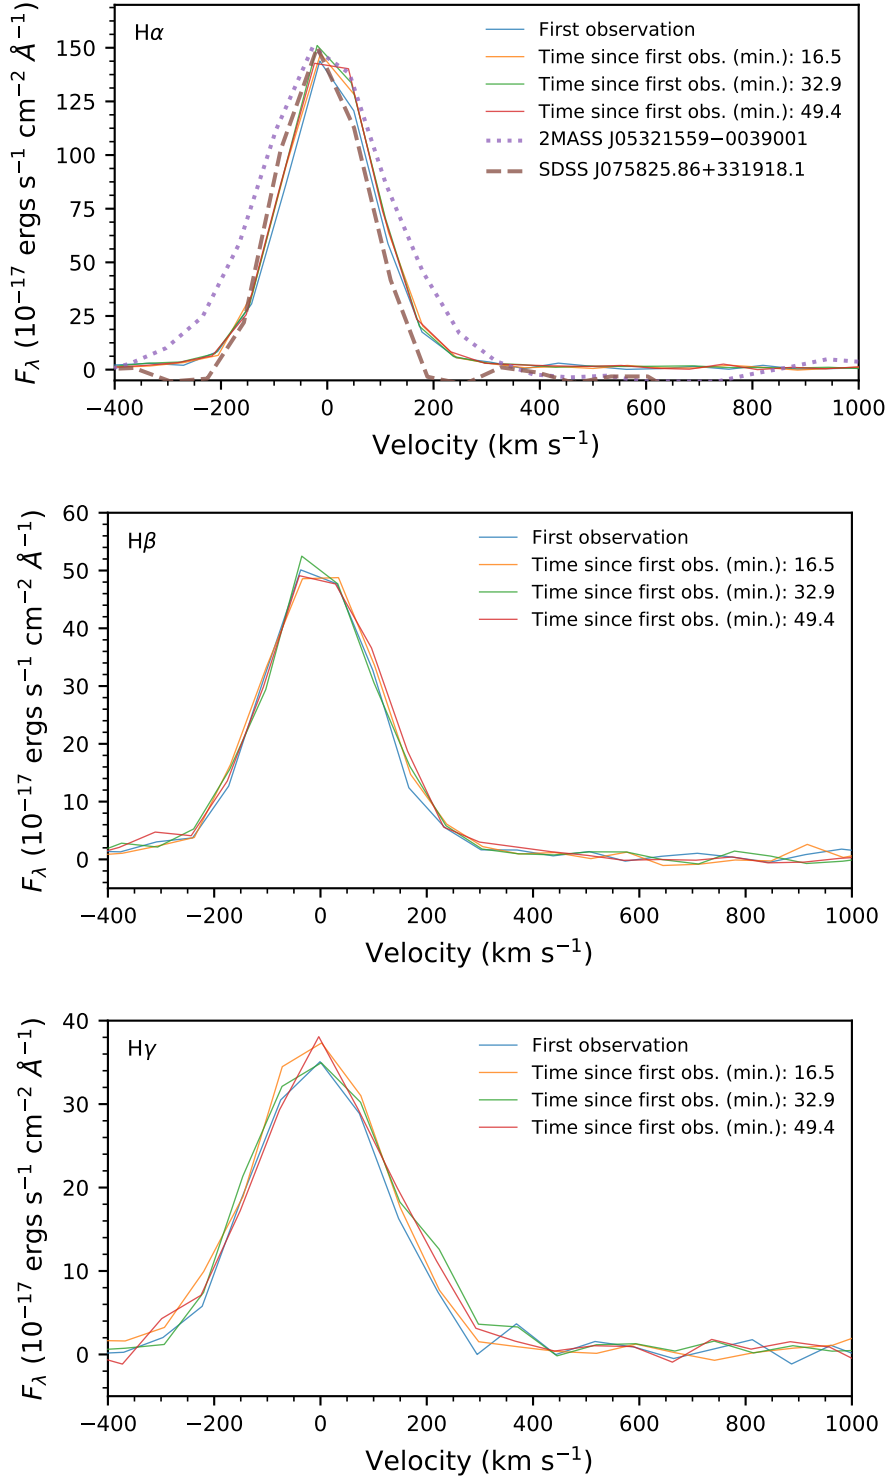 Hα
First observation
Time since first obs. (min.): 16.5
Time since first obs. (min.): 32.9
Time since first obs. (min.): 49.4
2MASS J05321559−0039001
SDSS J075825.86+331918.1
150
125
100
75
50
25
0
F_λ (10⁻¹⁷ ergs s⁻¹ cm⁻² Å⁻¹)
−400 −200 0 200 400 600 800 1000
Velocity (km s⁻¹)
Hβ
First observation
Time since first obs. (min.): 16.5
Time since first obs. (min.): 32.9
Time since first obs. (min.): 49.4
60
50
40
30
20
10
0
F_λ (10⁻¹⁷ ergs s⁻¹ cm⁻² Å⁻¹)
−400 −200 0 200 400 600 800 1000
Velocity (km s⁻¹)
Hγ
First observation
Time since first obs. (min.): 16.5
Time since first obs. (min.): 32.9
Time since first obs. (min.): 49.4
40
30
20
10
0
F_λ (10⁻¹⁷ ergs s⁻¹ cm⁻² Å⁻¹)
−400 −200 0 200 400 600 800 1000
Velocity (km s⁻¹)